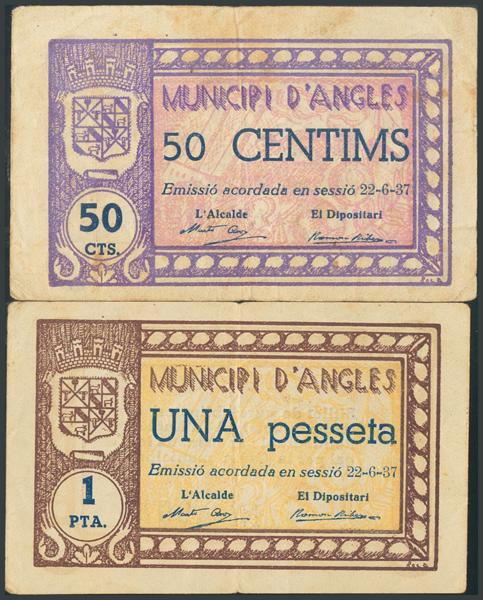 MUNICIPI D'ANGLES
50 CENTIMS
Emissió acordada en sessió 22-6-37
L'Alcalde El Dipositari
50
CTS.
MUNICIPI D'ANGLES
UNA pesseta
Emissió acordada en sessió 22-6-37
L'Alcalde El Dipositari
1
PTA.